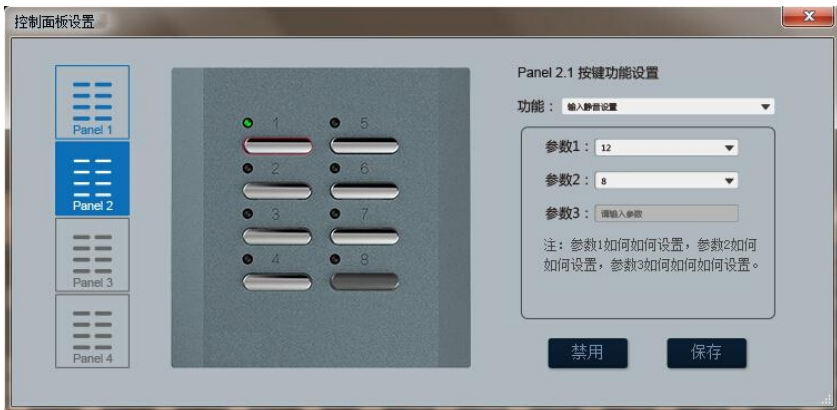 控制面板设置
Panel 1
Panel 2
Panel 3
Panel 4
1
5
2
6
3
7
4
8
Panel 2.1 按键功能设置
功能：输入静音设置
参数1：12
参数2：8
参数3：请输入参数
注：参数1如何如何设置，参数2如何
如何设置，参数3如何如何如何设置。
禁用
保存